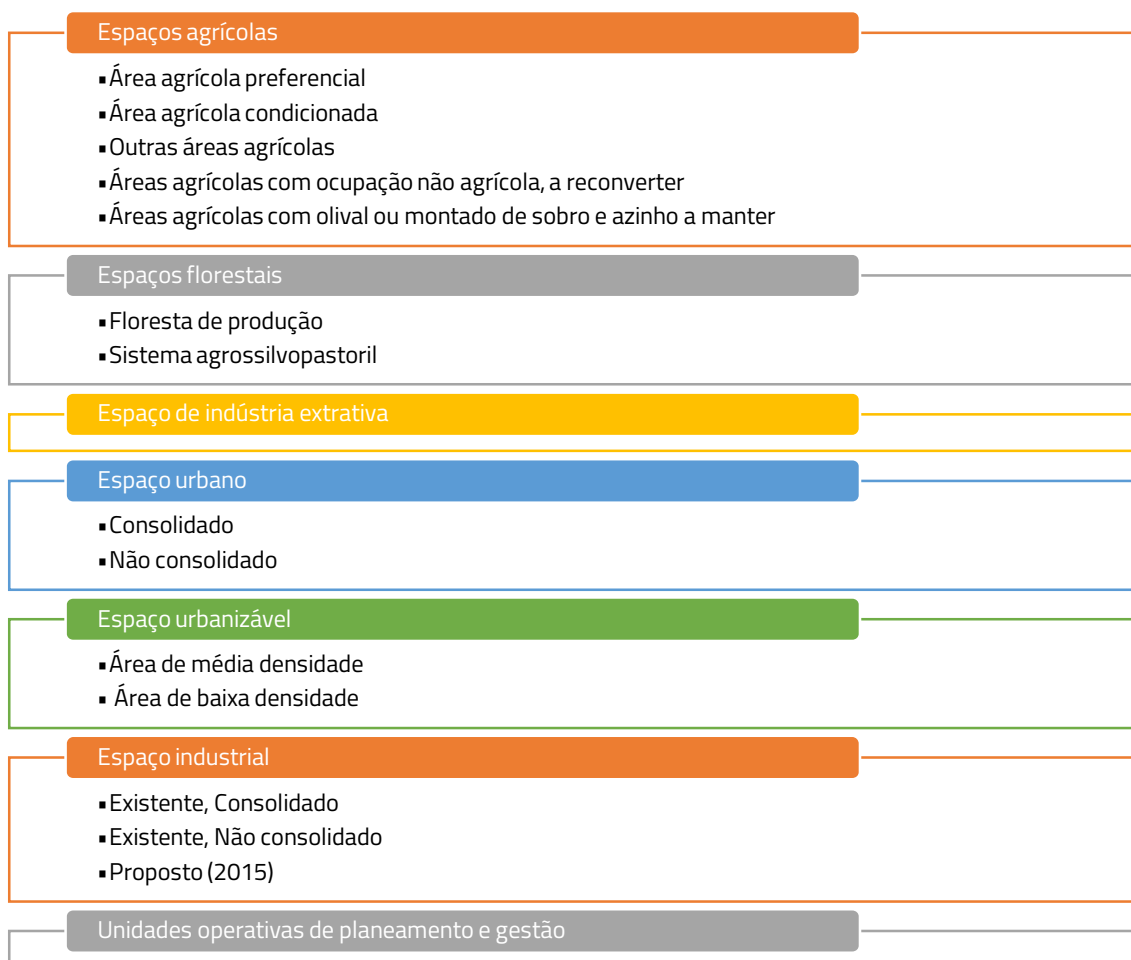 Espaços agrícolas
▪Área agrícola preferencial
▪Área agrícola condicionada
▪Outras áreas agrícolas
▪Áreas agrícolas com ocupação não agrícola, a reconverter
▪Áreas agrícolas com olival ou montado de sobro e azinho a manter
Espaços florestais
▪Floresta de produção
▪Sistema agrossilvopastoril
Espaço de indústria extrativa
Espaço urbano
▪Consolidado
▪Não consolidado
Espaço urbanizável
▪Área de média densidade
▪ Área de baixa densidade
Espaço industrial
▪Existente, Consolidado
▪Existente, Não consolidado
▪Proposto (2015)
Unidades operativas de planeamento e gestão